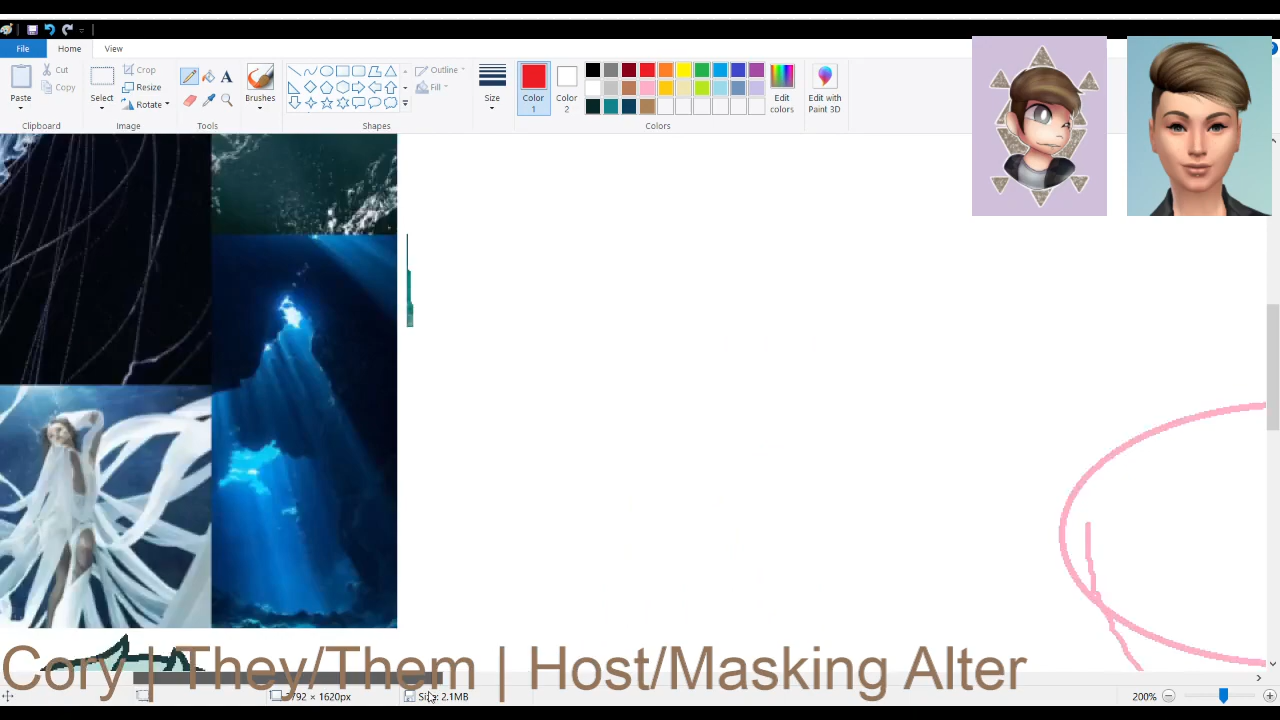 File Home View
Cut
Copy
Paste
Clipboard
Crop
Resize
Rotate
Select
Image
A
Tools
Brushes
Outline
Fill
Shapes
Size
Color 1
Color 2
Edit colors
Colors
Edit with Paint 3D
Cory | They/Them | Host/Masking Alter
792 × 1620px
2.1MB
200%